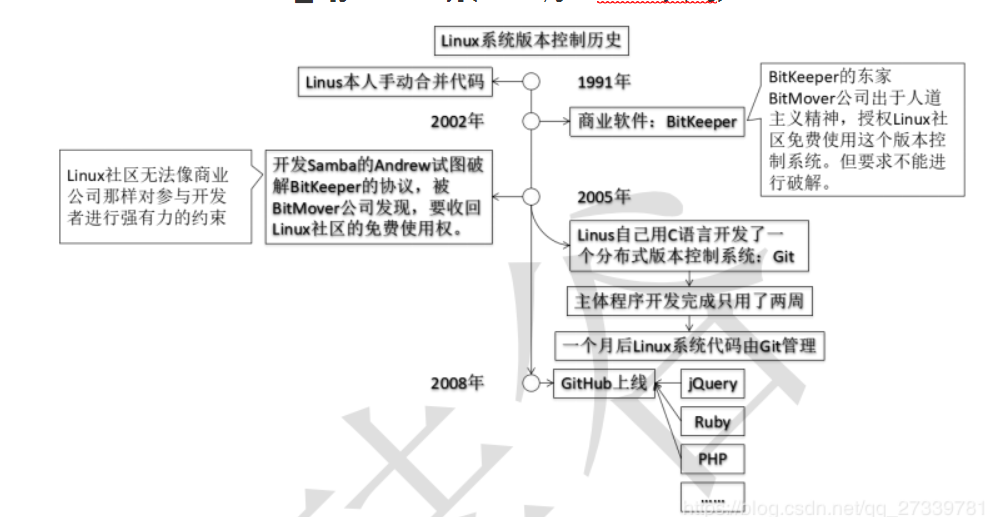 Linux系统版本控制历史
Linus本人手动合并代码
1991年
2002年
商业软件：BitKeeper
BitKeeper的东家
BitMover公司出于人道
主义精神，授权Linux社
区免费使用这个版本控
制系统。但要求不能进
行破解。
Linux社区无法像商业
公司那样对参与开发
者进行强有力的约束
开发Samba的Andrew试图破
解BitKeeper的协议，被
BitMover公司发现，要收回
Linux社区的免费使用权。
2005年
Linus自己用C语言开发了一
个分布式版本控制系统：Git
主体程序开发完成只用了两周
一个月后Linux系统代码由Git管理
2008年
GitHub上线
jQuery
Ruby
PHP
……
https://blog.csdn.net/qq_27339781